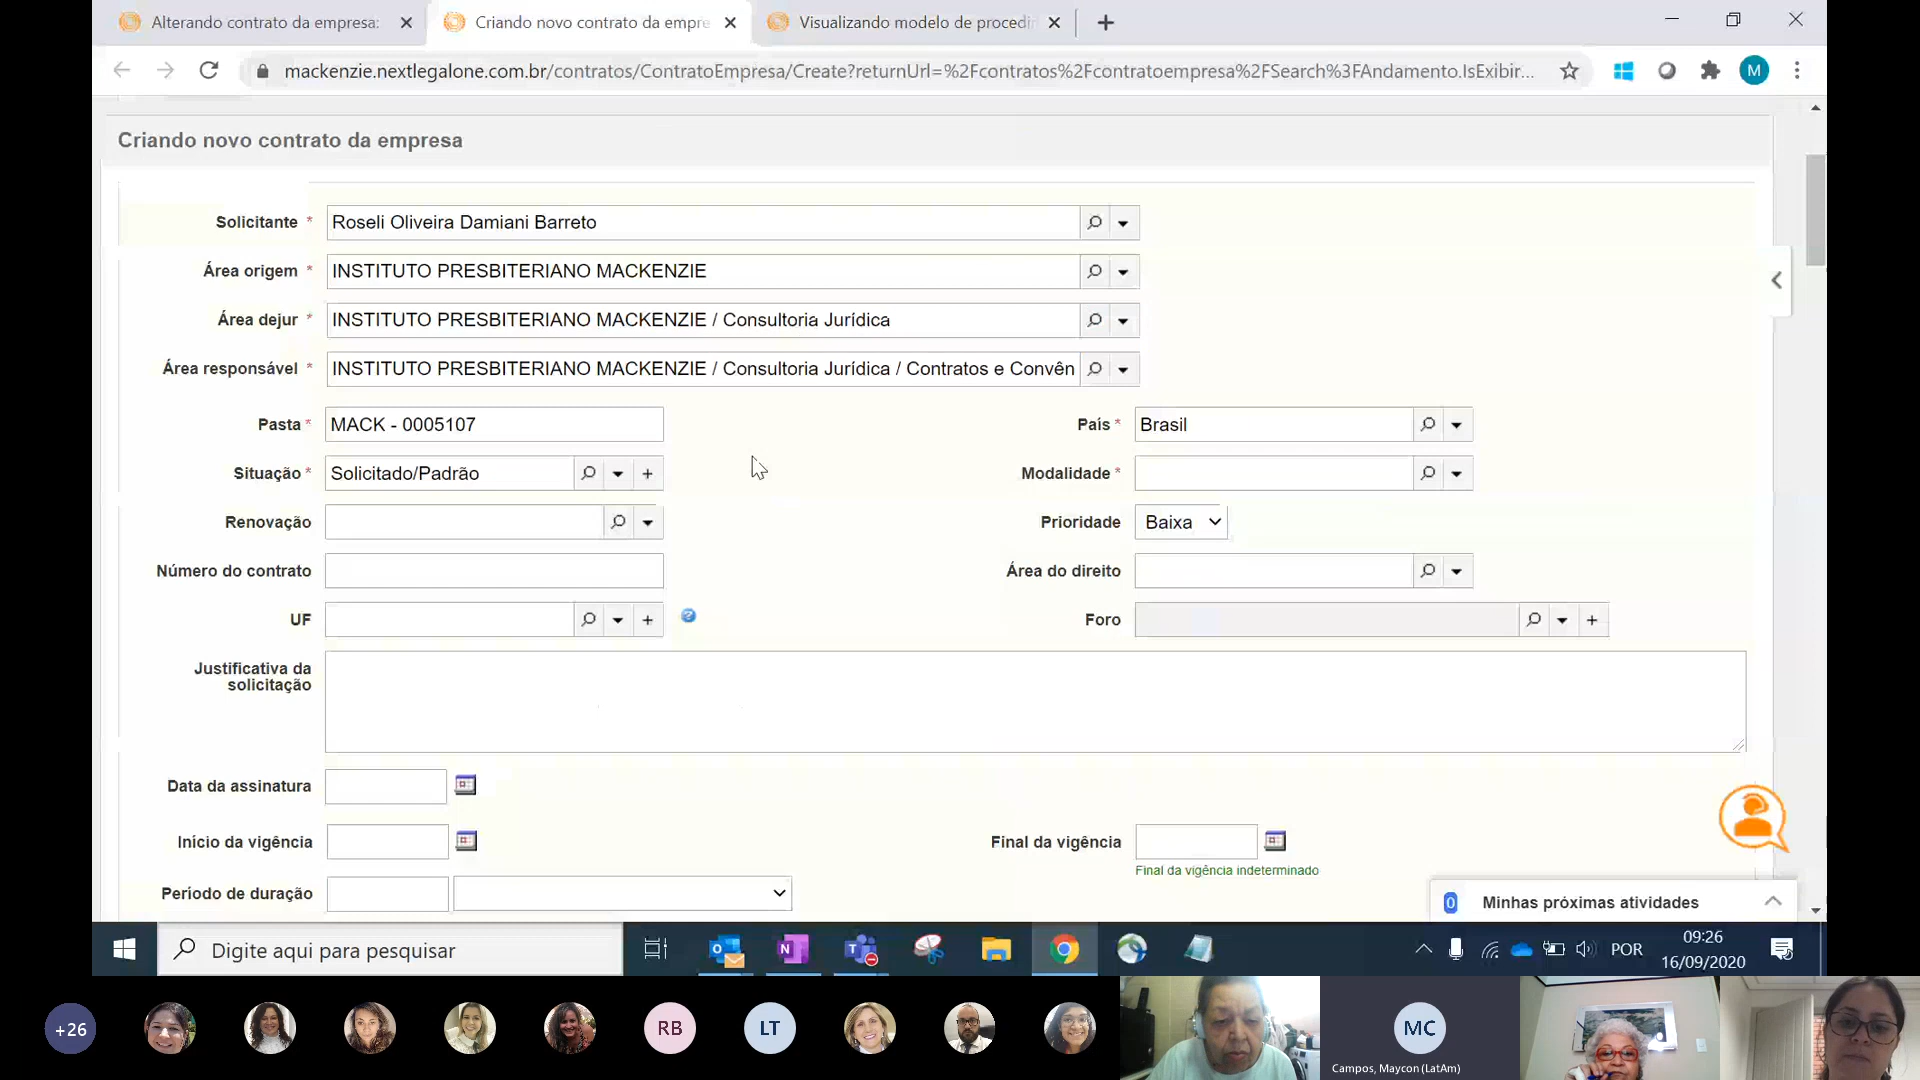 Alterando contrato da empresa:
Criando novo contrato da empre
Visualizando modelo de procedi
mackenzie.nextlegalone.com.br/contratos/ContratoEmpresa/Create?returnUrl=%2Fcontratos%2Fcontratoempresa%2FSearch%3FAndamento.IsExibir...
M
Criando novo contrato da empresa
Solicitante * Roseli Oliveira Damiani Barreto
Área origem * INSTITUTO PRESBITERIANO MACKENZIE
Área dejur * INSTITUTO PRESBITERIANO MACKENZIE / Consultoria Jurídica
Área responsável * INSTITUTO PRESBITERIANO MACKENZIE / Consultoria Jurídica / Contratos e Convên
Pasta * MACK - 0005107 País * Brasil
Situação * Solicitado/Padrão Modalidade *
Renovação Prioridade Baixa
Número do contrato Área do direito
UF Foro
Justificativa da
solicitação
Data da assinatura
Início da vigência Final da vigência
Final da vigência indeterminado
Período de duração
0 Minhas próximas atividades
Digite aqui para pesquisar
POR
09:26
16/09/2020
+26
RB
LT
MC
Campos, Maycon (LatAm)